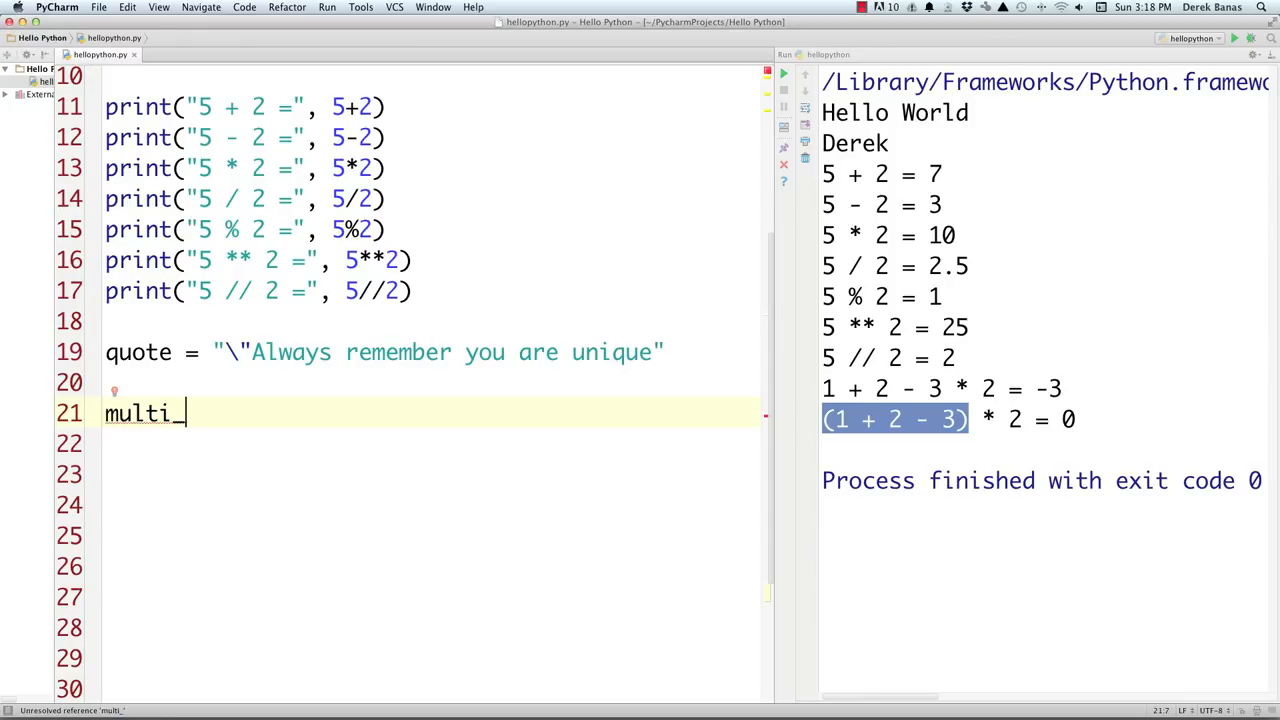 PyCharm File Edit View Navigate Code Refactor Run Tools VCS Window Help 10 Sun 3:18 PM Derek Banas
hellopython.py - Hello Python - [~/PycharmProjects/Hello Python]
Hello Python hellopython.py hellopython
hellopython.py × Run hellopython
Hello P
hell
Externa
10
11 print("5 + 2 =", 5+2)
12 print("5 - 2 =", 5-2)
13 print("5 * 2 =", 5*2)
14 print("5 / 2 =", 5/2)
15 print("5 % 2 =", 5%2)
16 print("5 ** 2 =", 5**2)
17 print("5 // 2 =", 5//2)
18
19 quote = "\"Always remember you are unique"
20
21 multi_
22
23
24
25
26
27
28
29
30
/Library/Frameworks/Python.framewo
Hello World
Derek
5 + 2 = 7
5 - 2 = 3
5 * 2 = 10
5 / 2 = 2.5
5 % 2 = 1
5 ** 2 = 25
5 // 2 = 2
1 + 2 - 3 * 2 = -3
(1 + 2 - 3) * 2 = 0
Process finished with exit code 0
Unresolved reference 'multi_' 21:7 LF UTF-8